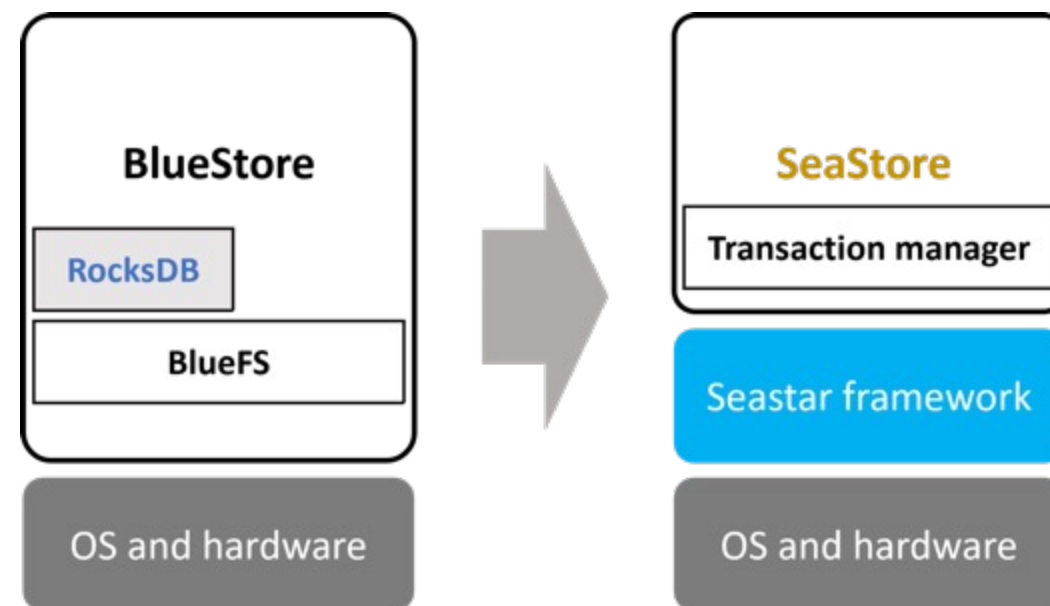 BlueStore
RocksDB
BlueFS
OS and hardware
SeaStore
Transaction manager
Seastar framework
OS and hardware